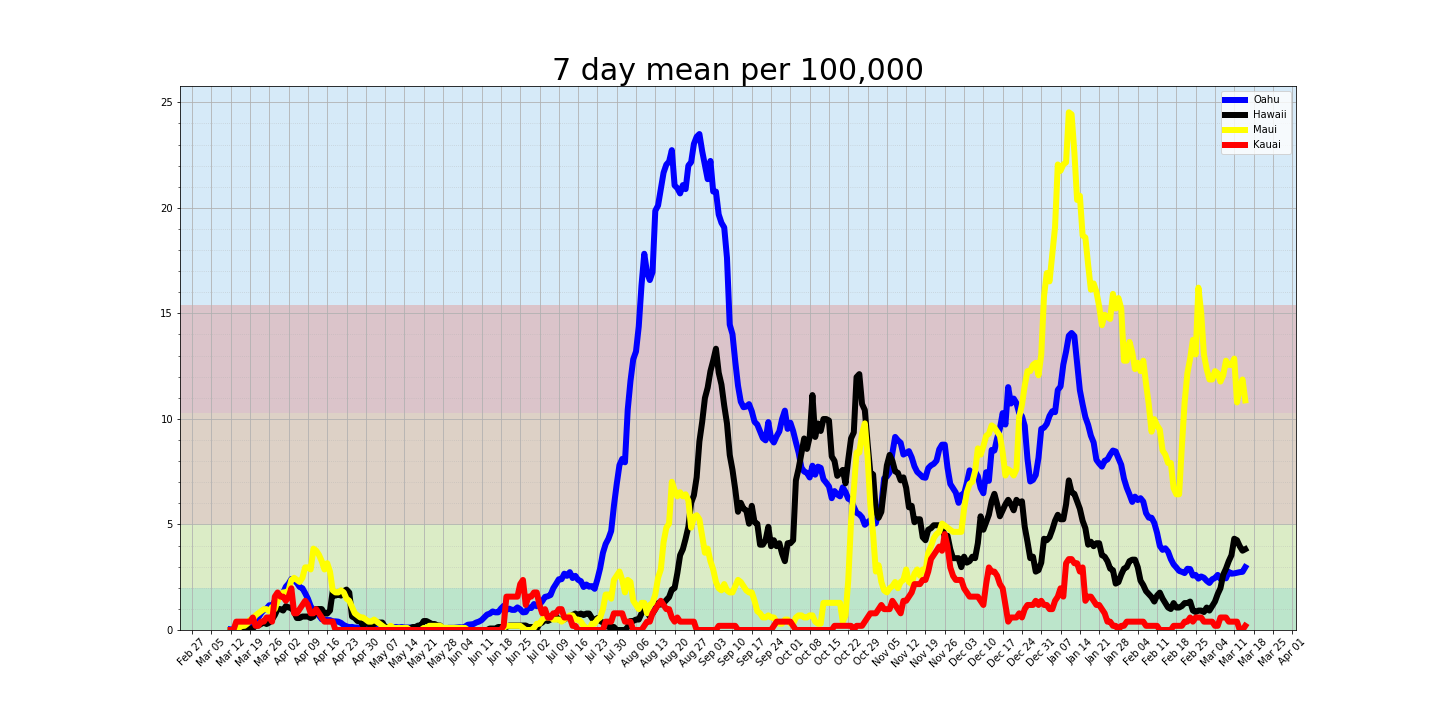 7 day mean per 100,000
25
20
15
10
5
0
Oahu
Hawaii
Maui
Kauai
Feb 27
Mar 05
Mar 12
Mar 19
Mar 26
Apr 02
Apr 09
Apr 16
Apr 23
Apr 30
May 07
May 14
May 21
May 28
Jun 04
Jun 11
Jun 18
Jun 25
Jul 02
Jul 09
Jul 16
Jul 23
Jul 30
Aug 06
Aug 13
Aug 20
Aug 27
Sep 03
Sep 10
Sep 17
Sep 24
Oct 01
Oct 08
Oct 15
Oct 22
Oct 29
Nov 05
Nov 12
Nov 19
Nov 26
Dec 03
Dec 10
Dec 17
Dec 24
Dec 31
Jan 07
Jan 14
Jan 21
Jan 28
Feb 04
Feb 11
Feb 18
Feb 25
Mar 04
Mar 11
Mar 18
Mar 25
Apr 01